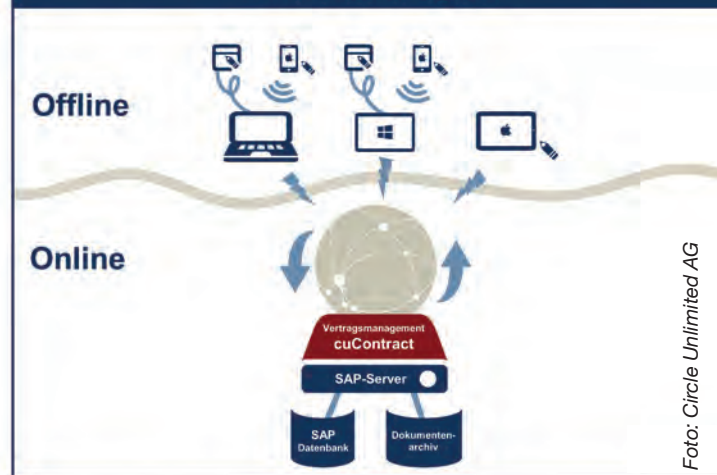 Offline
Online
Vertragsmanagement
cuContract
SAP-Server
SAP
Datenbank
Dokumenten-
archiv
Foto: Circle Unlimited AG